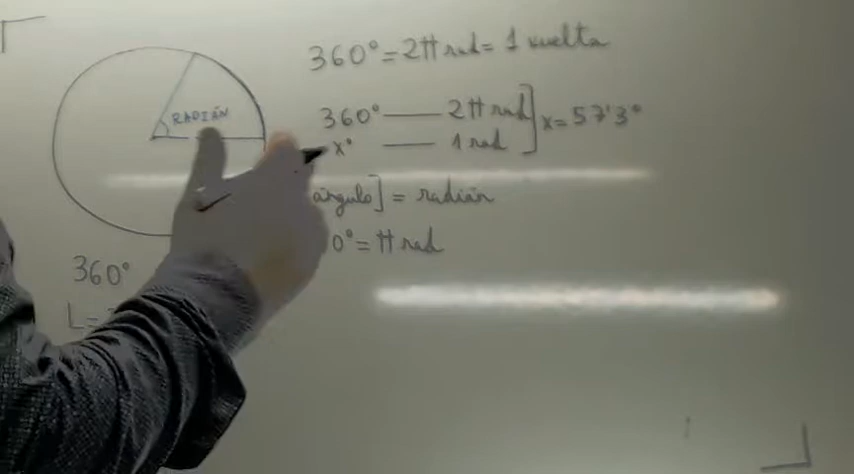 360° = 2π rad = 1 vuelta
RADIÁN
360° —— 2π rad
x° —— 1 rad
x = 57'3°
ángulo] = radián
0° = π rad
360°
L =